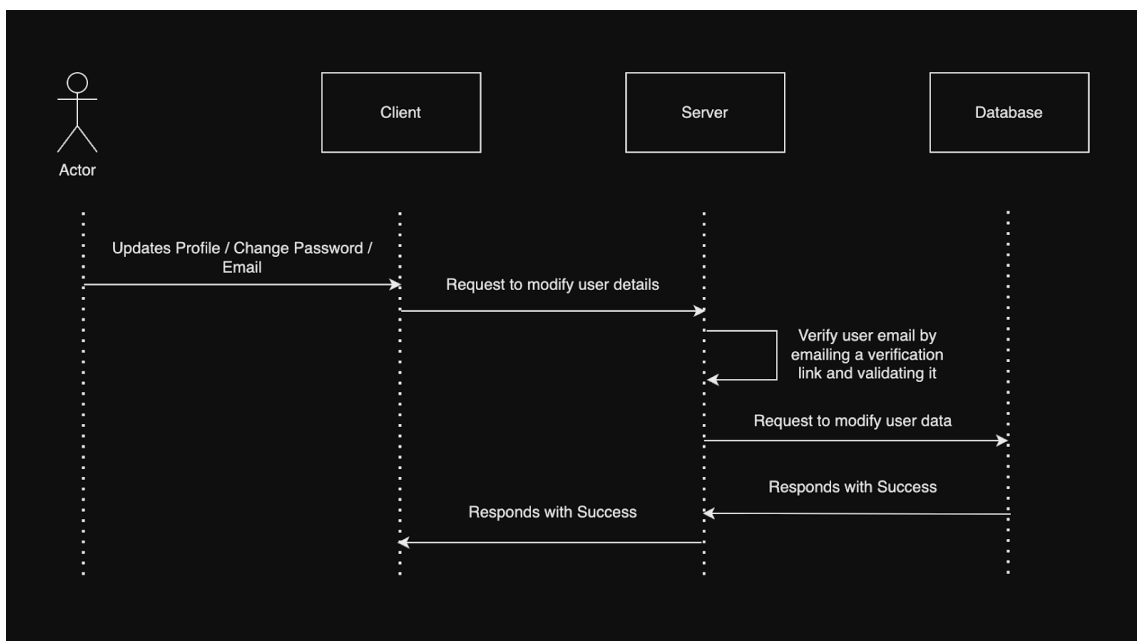 Client
Server
Database
Actor
Updates Profile / Change Password /
Email
Request to modify user details
Verify user email by
emailing a verification
link and validating it
Request to modify user data
Responds with Success
Responds with Success